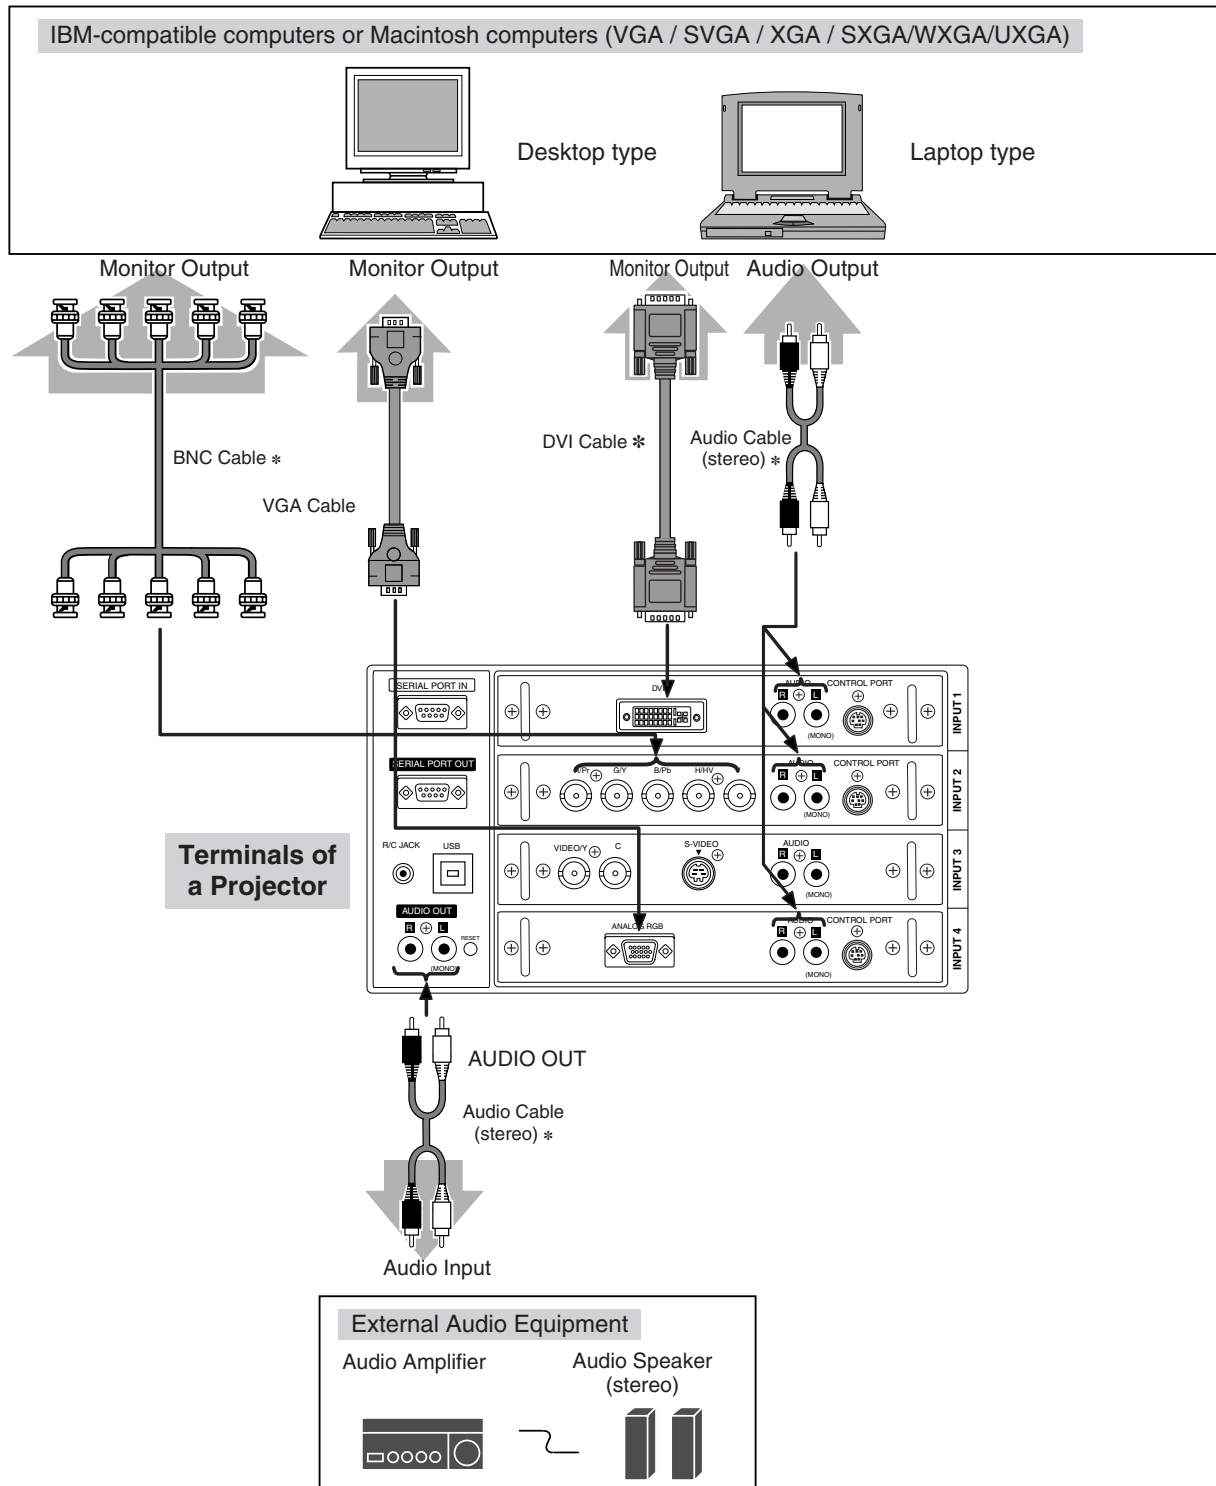 IBM-compatible computers or Macintosh computers (VGA / SVGA / XGA / SXGA/WXGA/UXGA)
Desktop type
Laptop type
Monitor Output
Monitor Output
Monitor Output
Audio Output
BNC Cable ✻
VGA Cable
DVI Cable ✻
Audio Cable
(stereo) ✻
Terminals of
a Projector
SERIAL PORT IN
SERIAL PORT OUT
R/C JACK
USB
AUDIO OUT
R
L
RESET
(MONO)
AUDIO
R
L
(MONO)
CONTROL PORT
INPUT 1
G/Y
B/Pb
H/HV
AUDIO
R
L
(MONO)
CONTROL PORT
INPUT 2
VIDEO/Y
C
S-VIDEO
AUDIO
R
L
(MONO)
INPUT 3
ANALOG RGB
AUDIO
R
L
(MONO)
CONTROL PORT
INPUT 4
AUDIO OUT
Audio Cable
(stereo) ✻
Audio Input
External Audio Equipment
Audio Amplifier
Audio Speaker
(stereo)